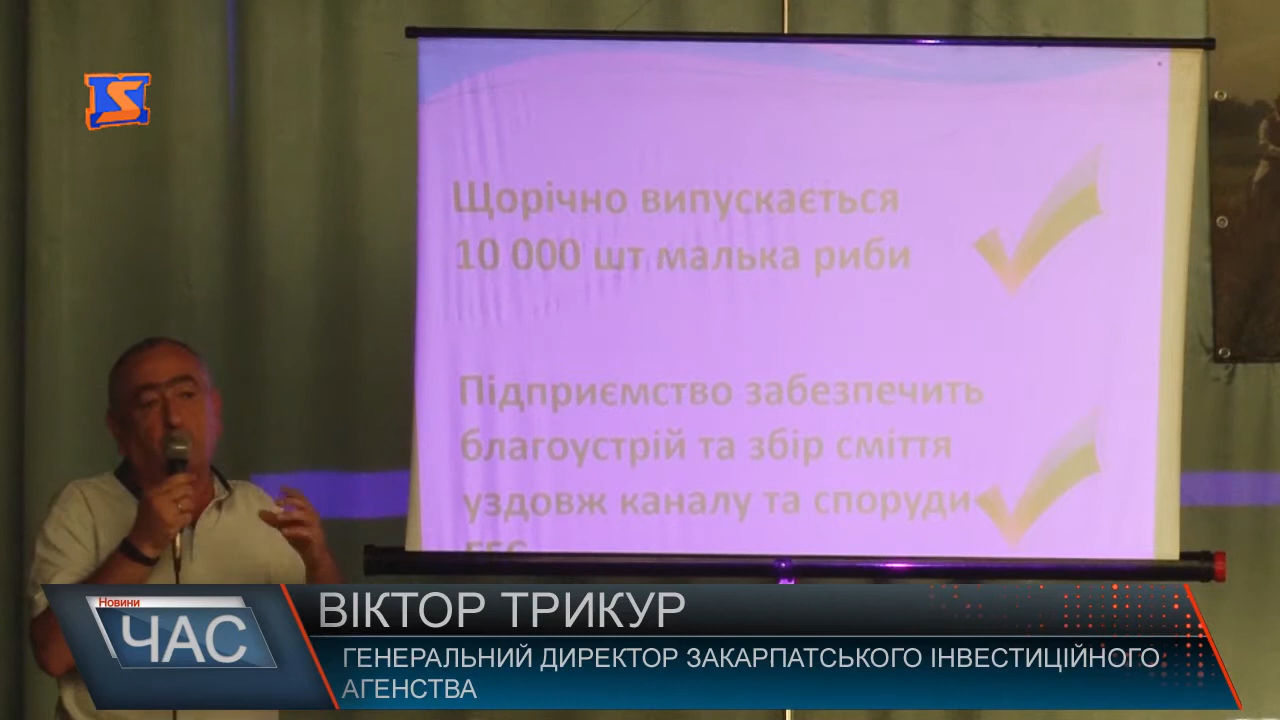 Щорічно випускається
10 000 шт малька риби
Підприємство забезпечить
благоустрій та збір сміття
уздовж каналу та споруди
Новини
ЧАС
ВІКТОР ТРИКУР
ГЕНЕРАЛЬНИЙ ДИРЕКТОР ЗАКАРПАТСЬКОГО ІНВЕСТИЦІЙНОГО
АГЕНСТВА